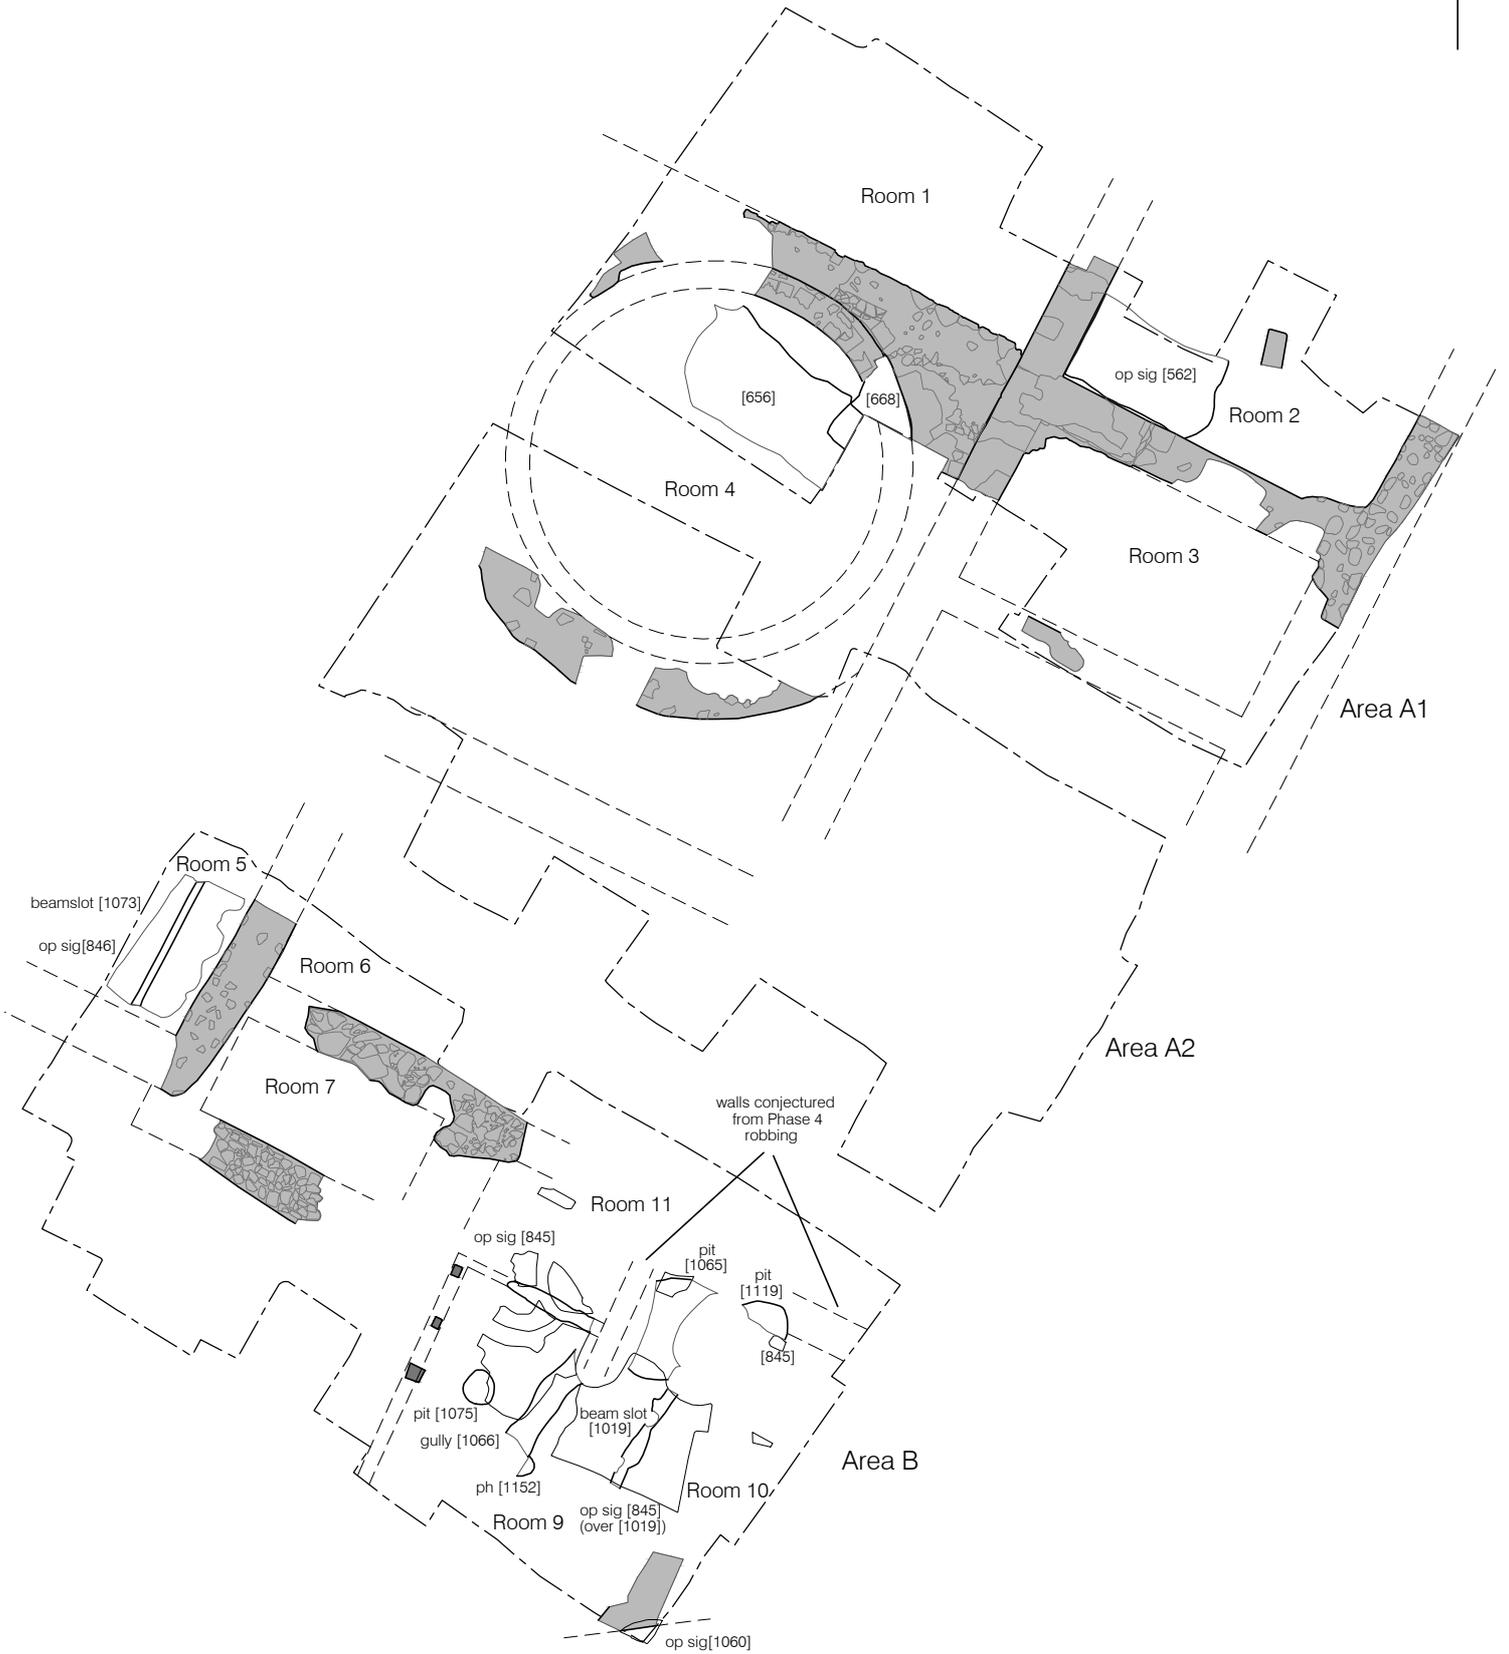 Room 1
op sig [562]
[656]
[668]
Room 2
Room 4
Room 3
Area A1
Room 5
beamslot [1073]
op sig[846]
Room 6
Area A2
Room 7
walls conjectured
from Phase 4
robbing
Room 11
op sig [845]
pit
[1065]
pit
[1119]
[845]
pit [1075]
beam slot
[1019]
gully [1066]
Area B
ph [1152]
Room 10
op sig [845]
(over [1019])
Room 9
op sig[1060]